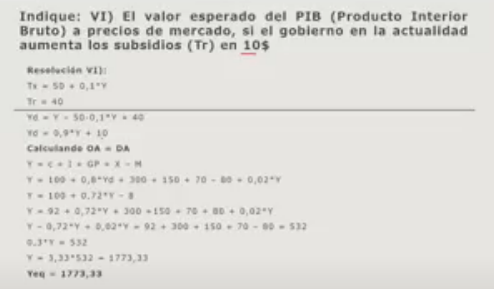 Indique: VI) El valor esperado del PIB (Producto Interior
Bruto) a precios de mercado, si el gobierno en la actualidad
aumenta los subsidios (Tr) en 10$
Resolución VI):
Tx = 50 + 0,1*Y
Tr = 40
Yd = Y - 50-0,1*Y + 40
Yd = 0,9*Y + 10
Calculando OA = DA
Y = c + I + GP + X - M
Y = 100 + 0,8*Yd + 300 + 150 + 70 - 80 + 0,02*Y
Y = 100 + 0.72*Y - 8
Y = 92 + 0,72*Y + 300 +150 + 70 + 80 + 0,02*Y
Y - 0,72*Y + 0,02*Y = 92 + 300 + 150 + 70 - 80 = 532
0.3*Y = 532
Y = 3,33*532 = 1773,33
Yeq = 1773,33